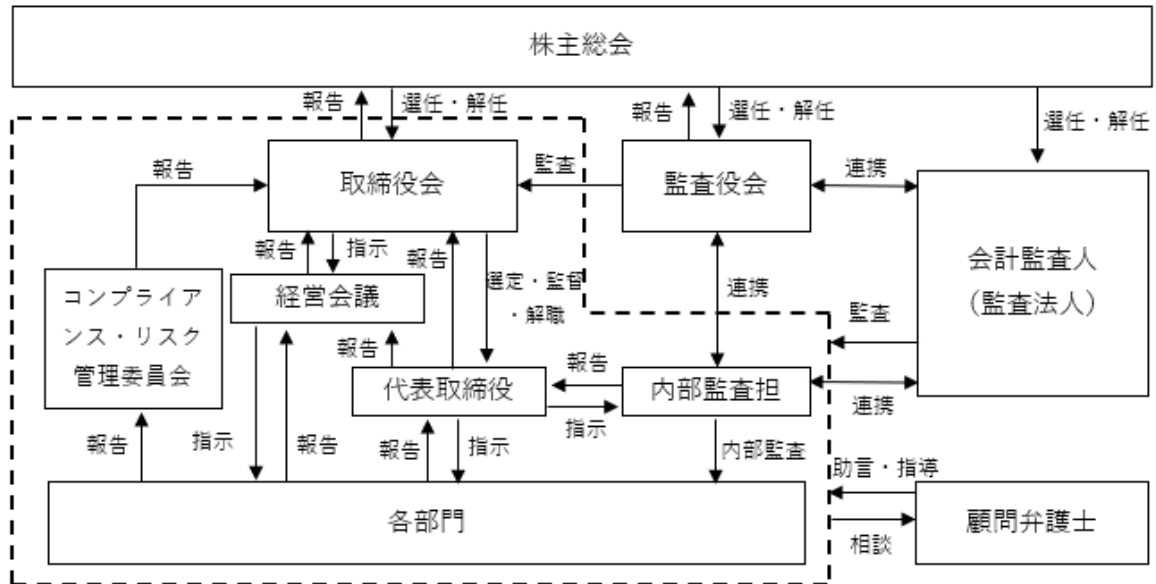 株主総会
報告
選任・解任
報告
選任・解任
選任・解任
報告
取締役会
監査
監査役会
連携
報告
指示
報告
選定・監督
・解職
コンプライア
ンス・リスク
管理委員会
経営会議
連携
会計監査人
（監査法人）
監査
報告
代表取締役
報告
指示
内部監査担
連携
報告
指示
報告
報告
指示
内部監査
助言・指導
各部門
顧問弁護士
相談